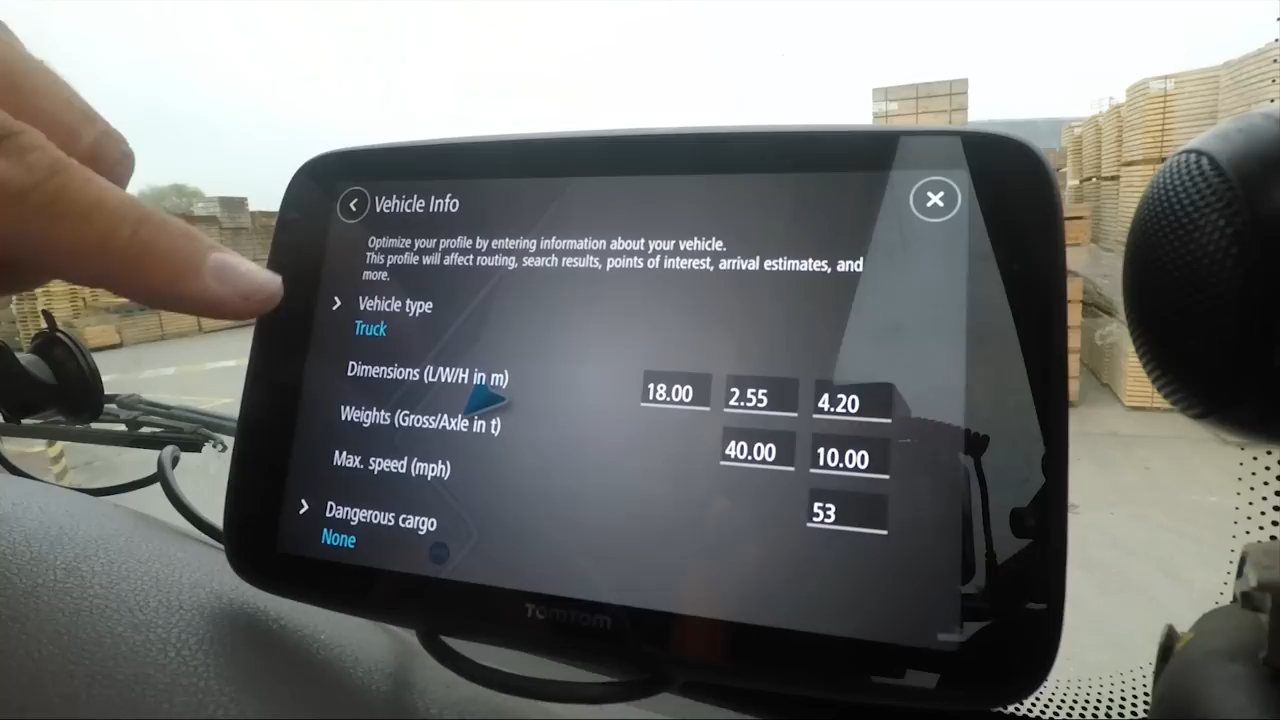 Vehicle Info
Optimize your profile by entering information about your vehicle.
This profile will affect routing, search results, points of interest, arrival estimates, and
more.
Vehicle type
Truck
Dimensions (L/W/H in m) 18.00 2.55 4.20
Weights (Gross/Axle in t) 40.00 10.00
Max. speed (mph) 53
Dangerous cargo
None
TomTom